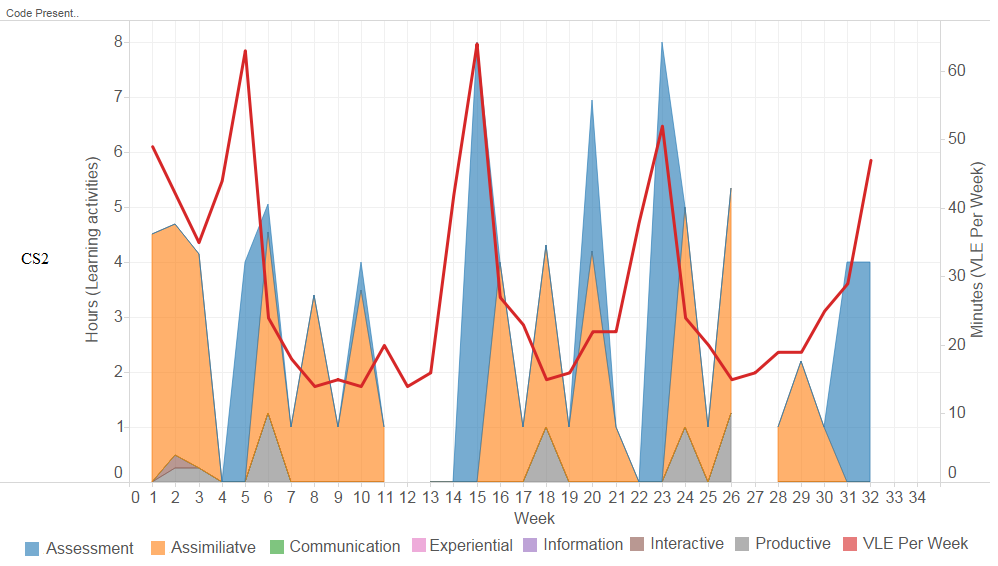 Code Present..
CS2
Hours (Learning activities)
8
7
6
5
4
3
2
1
0
60
50
40
30
20
10
0
Minutes (VLE Per Week)
0 1 2 3 4 5 6 7 8 9 10 11 12 13 14 15 16 17 18 19 20 21 22 23 24 25 26 27 28 29 30 31 32 33 34
Week
Assessment Assimiliatve Communication Experiential Information Interactive Productive VLE Per Week